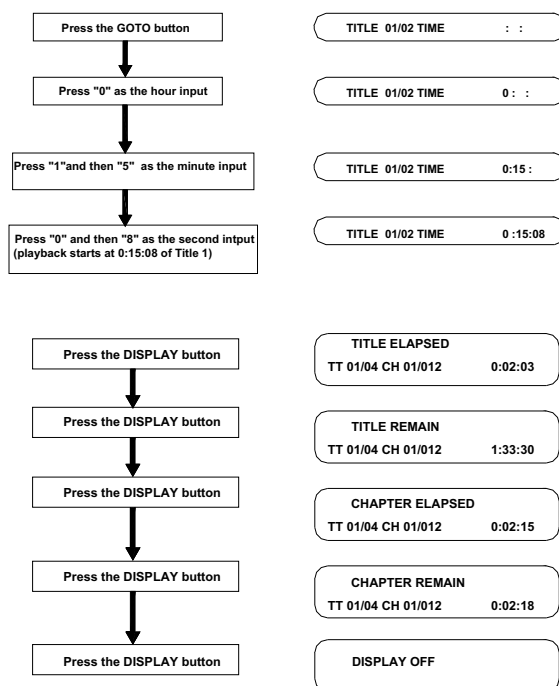 Press the GOTO button
TITLE 01/02 TIME : :
Press "0" as the hour input
TITLE 01/02 TIME 0 : :
Press "1"and then "5" as the minute input
TITLE 01/02 TIME 0:15 :
Press "0" and then "8" as the second intput
(playback starts at 0:15:08 of Title 1)
TITLE 01/02 TIME 0 :15:08
Press the DISPLAY button
TITLE ELAPSED
TT 01/04 CH 01/012 0:02:03
Press the DISPLAY button
TITLE REMAIN
TT 01/04 CH 01/012 1:33:30
Press the DISPLAY button
CHAPTER ELAPSED
TT 01/04 CH 01/012 0:02:15
Press the DISPLAY button
CHAPTER REMAIN
TT 01/04 CH 01/012 0:02:18
Press the DISPLAY button
DISPLAY OFF